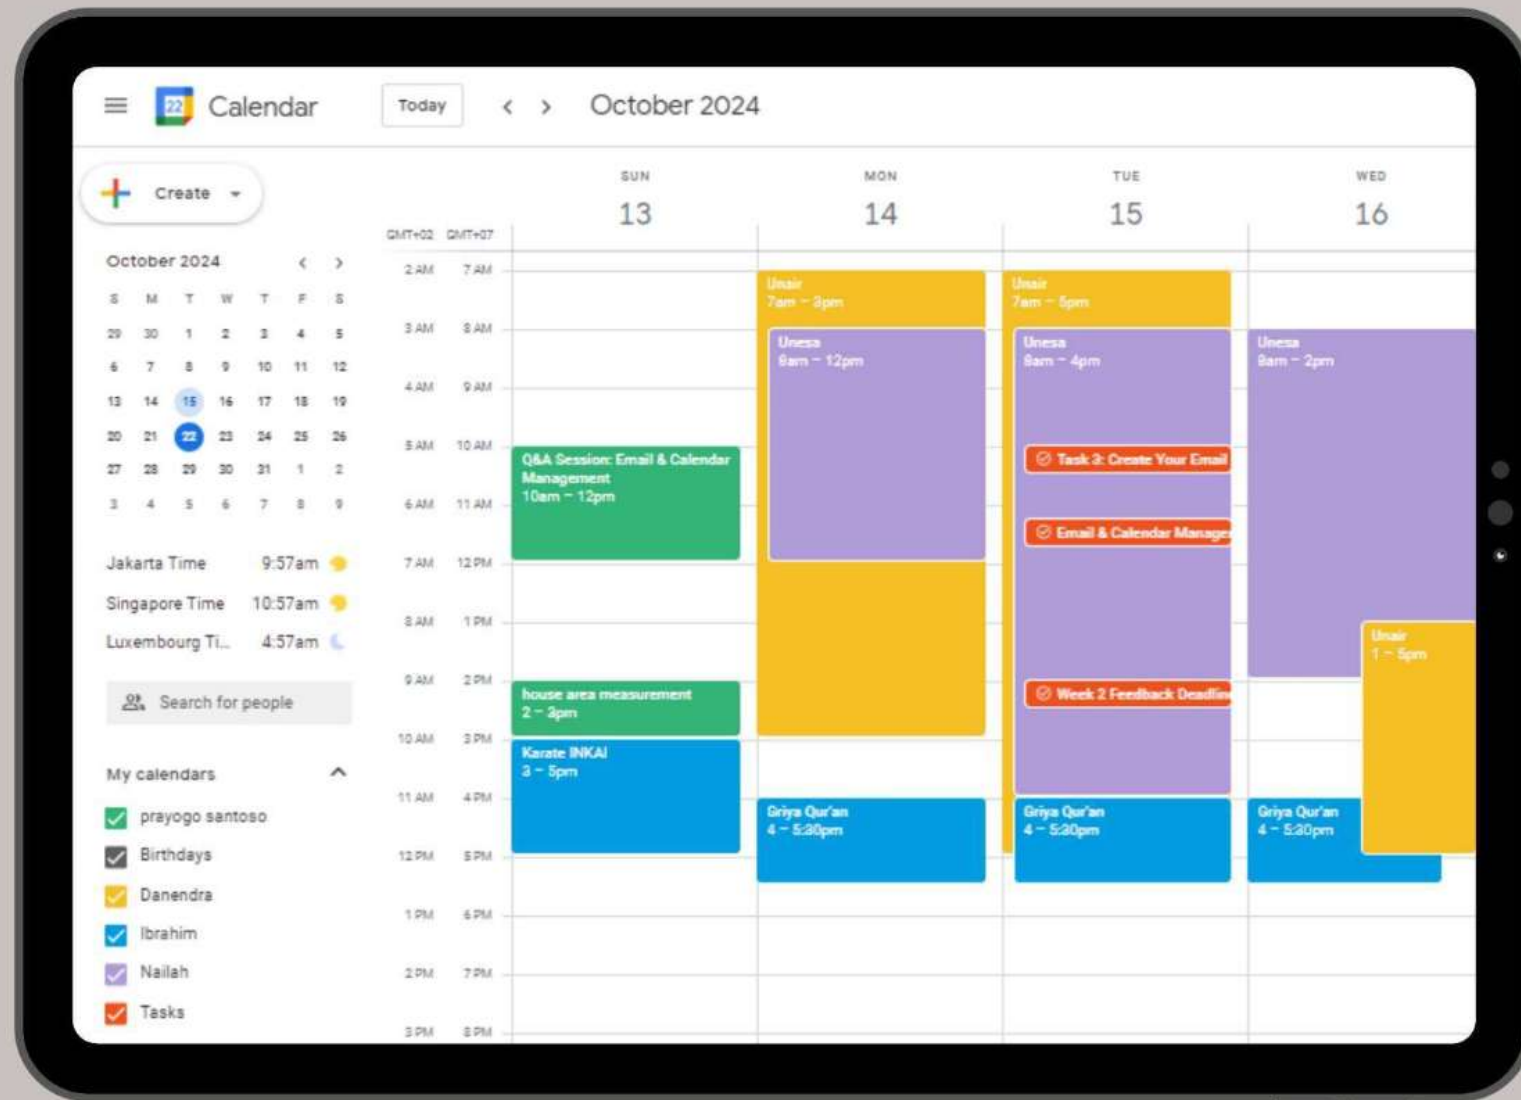 22 Calendar Today October 2024
Create
October 2024
S M T W T F S
29 30 1 2 3 4 5
6 7 8 9 10 11 12
13 14 15 16 17 18 19
20 21 22 23 24 25 26
27 28 29 30 31 1 2
3 4 5 6 7 8 9
Jakarta Time 9:57am
Singapore Time 10:57am
Luxembourg Ti... 4:57am
Search for people
My calendars
prayogo santoso
Birthdays
Danendra
Ibrahim
Nailah
Tasks
GMT+02 GMT+07
2 AM 7 AM
3 AM 8 AM
4 AM 9 AM
5 AM 10 AM
6 AM 11 AM
7 AM 12 PM
8 AM 1 PM
9 AM 2 PM
10 AM 3 PM
11 AM 4 PM
12 PM 5 PM
1 PM 6 PM
2 PM 7 PM
3 PM 8 PM
SUN
13
Q&A Session: Email & Calendar
Management
10am – 12pm
house area measurement
2 – 3pm
Karate INKAI
3 – 5pm
MON
14
Unair
7am – 3pm
Unesa
8am – 12pm
Griya Qur'an
4 – 5:30pm
TUE
15
Unair
7am – 5pm
Unesa
8am – 4pm
Task 3: Create Your Email
Email & Calendar Manage
Week 2 Feedback Deadlin
Griya Qur'an
4 – 5:30pm
WED
16
Unesa
8am – 2pm
Unair
1 – 5pm
Griya Qur'an
4 – 5:30pm